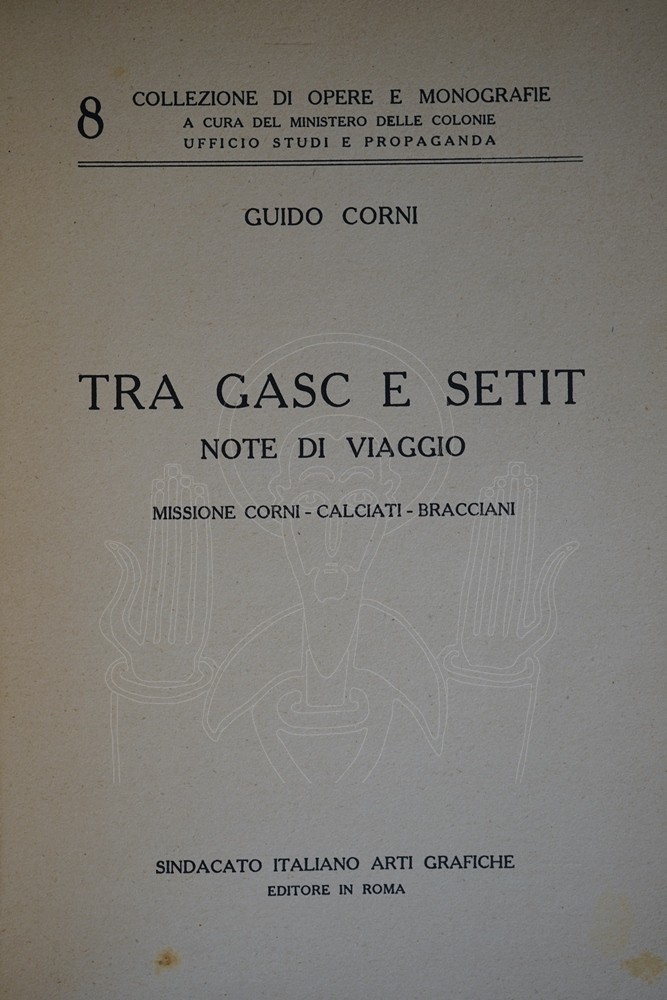 8
COLLEZIONE DI OPERE E MONOGRAFIE
A CURA DEL MINISTERO DELLE COLONIE
UFFICIO STUDI E PROPAGANDA
GUIDO CORNI
TRA GASC E SETIT
NOTE DI VIAGGIO
MISSIONE CORNI - CALCIATI - BRACCIANI
SINDACATO ITALIANO ARTI GRAFICHE
EDITORE IN ROMA